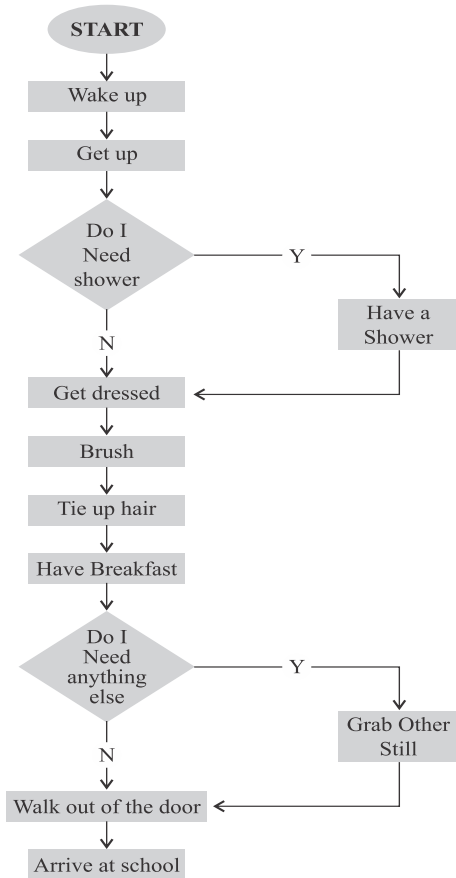 START
Wake up
Get up
Do I
Need
shower
Y
Have a
Shower
N
Get dressed
Brush
Tie up hair
Have Breakfast
Do I
Need
anything
else
Y
Grab Other
Still
N
Walk out of the door
Arrive at school